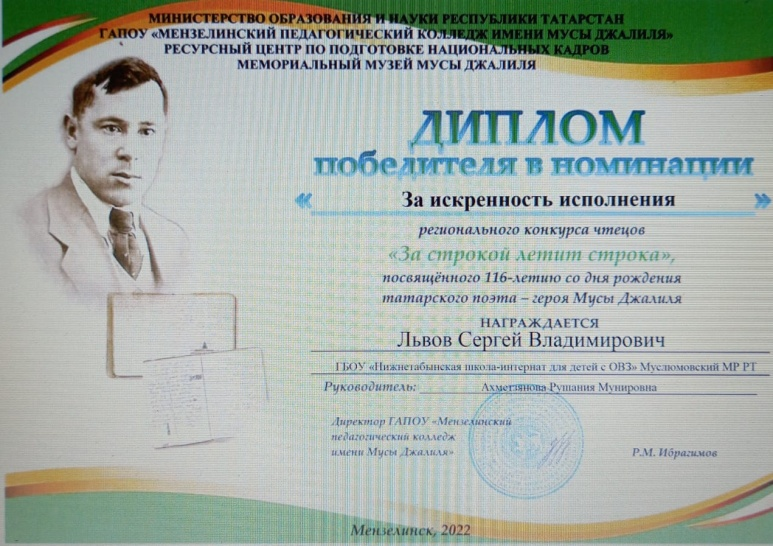 МИНИСТЕРСТВО ОБРАЗОВАНИЯ И НАУКИ РЕСПУБЛИКИ ТАТАРСТАН
ГАПОУ «МЕНЗЕЛИНСКИЙ ПЕДАГОГИЧЕСКИЙ КОЛЛЕДЖ ИМЕНИ МУСЫ ДЖАЛИЛЯ»
РЕСУРСНЫЙ ЦЕНТР ПО ПОДГОТОВКЕ НАЦИОНАЛЬНЫХ КАДРОВ
МЕМОРИАЛЬНЫЙ МУЗЕЙ МУСЫ ДЖАЛИЛЯ
ДИПЛОМ
победителя в номинации
« За искренность исполнения »
регионального конкурса чтецов
«За строкой летит строка»,
посвящённого 116-летию со дня рождения
татарского поэта – героя Мусы Джалиля
НАГРАЖДАЕТСЯ
Львов Сергей Владимирович
ГБОУ «Нижнетабынская школа-интернат для детей с ОВЗ» Муслюмовский МР РТ
Руководитель: Ахметзянова Рушания Мунировна
Директор ГАПОУ «Мензелинский
педагогический колледж
имени Мусы Джалиля» Р.М. Ибрагимов
Мензелинск, 2022